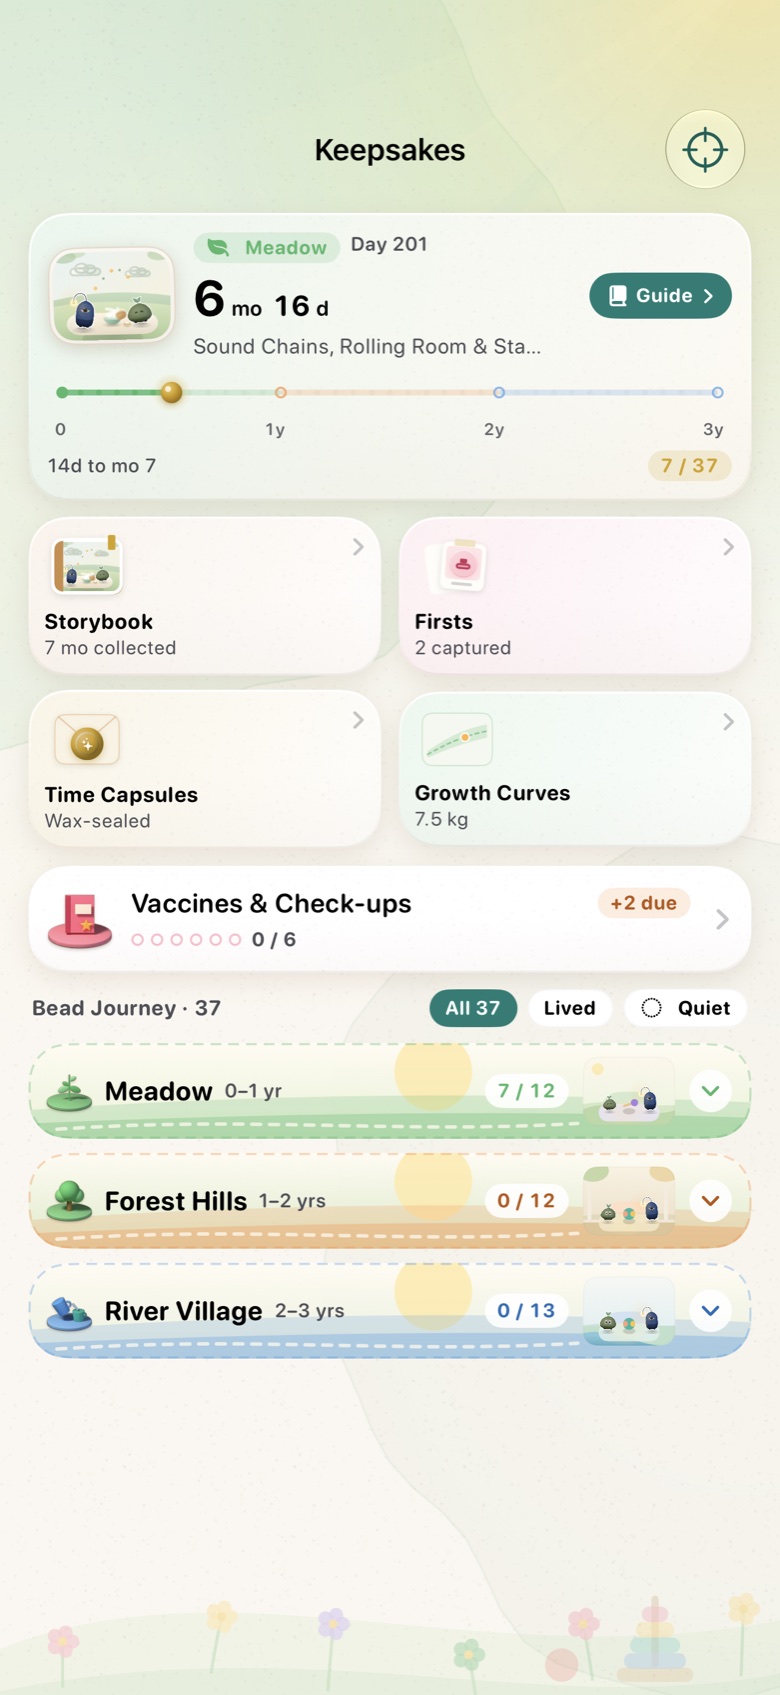 Keepsakes
Meadow Day 201
6 mo 16 d
Guide
Sound Chains, Rolling Room & Sta...
0 1y 2y 3y
14d to mo 7 7 / 37
Storybook
7 mo collected
Firsts
2 captured
Time Capsules
Wax-sealed
Growth Curves
7.5 kg
Vaccines & Check-ups +2 due
0 / 6
Bead Journey · 37 All 37 Lived Quiet
Meadow 0–1 yr 7 / 12
Forest Hills 1–2 yrs 0 / 12
River Village 2–3 yrs 0 / 13